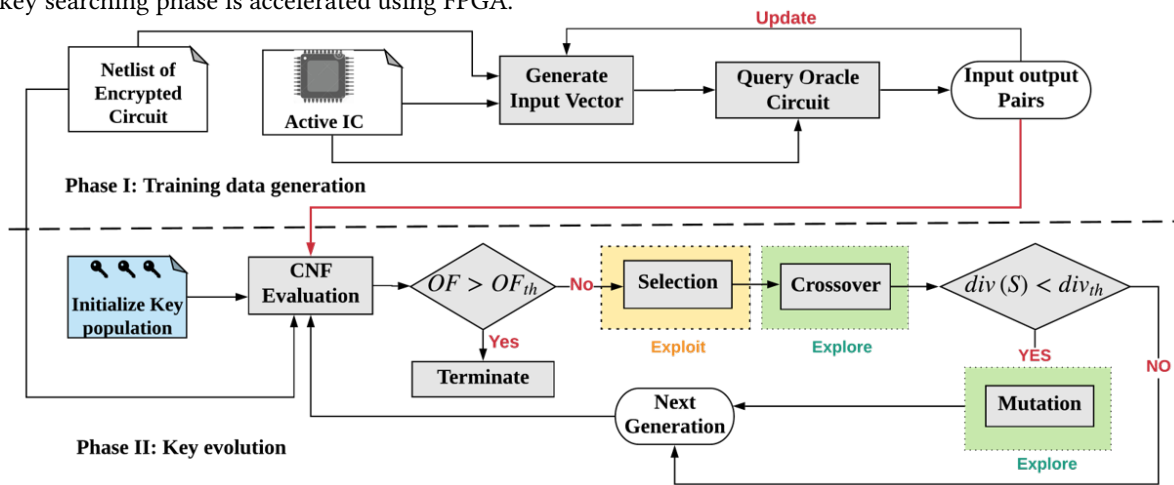 key searching phase is accelerated using FPGA.
Update
Netlist of
Encrypted
Circuit
Active IC
Generate
Input Vector
Query Oracle
Circuit
Input output
Pairs
Phase I: Training data generation
Initialize Key
population
CNF
Evaluation
OF > OF_th
No
Yes
Terminate
Selection
Exploit
Crossover
Explore
div (S) < div_th
YES
NO
Mutation
Explore
Next
Generation
Phase II: Key evolution